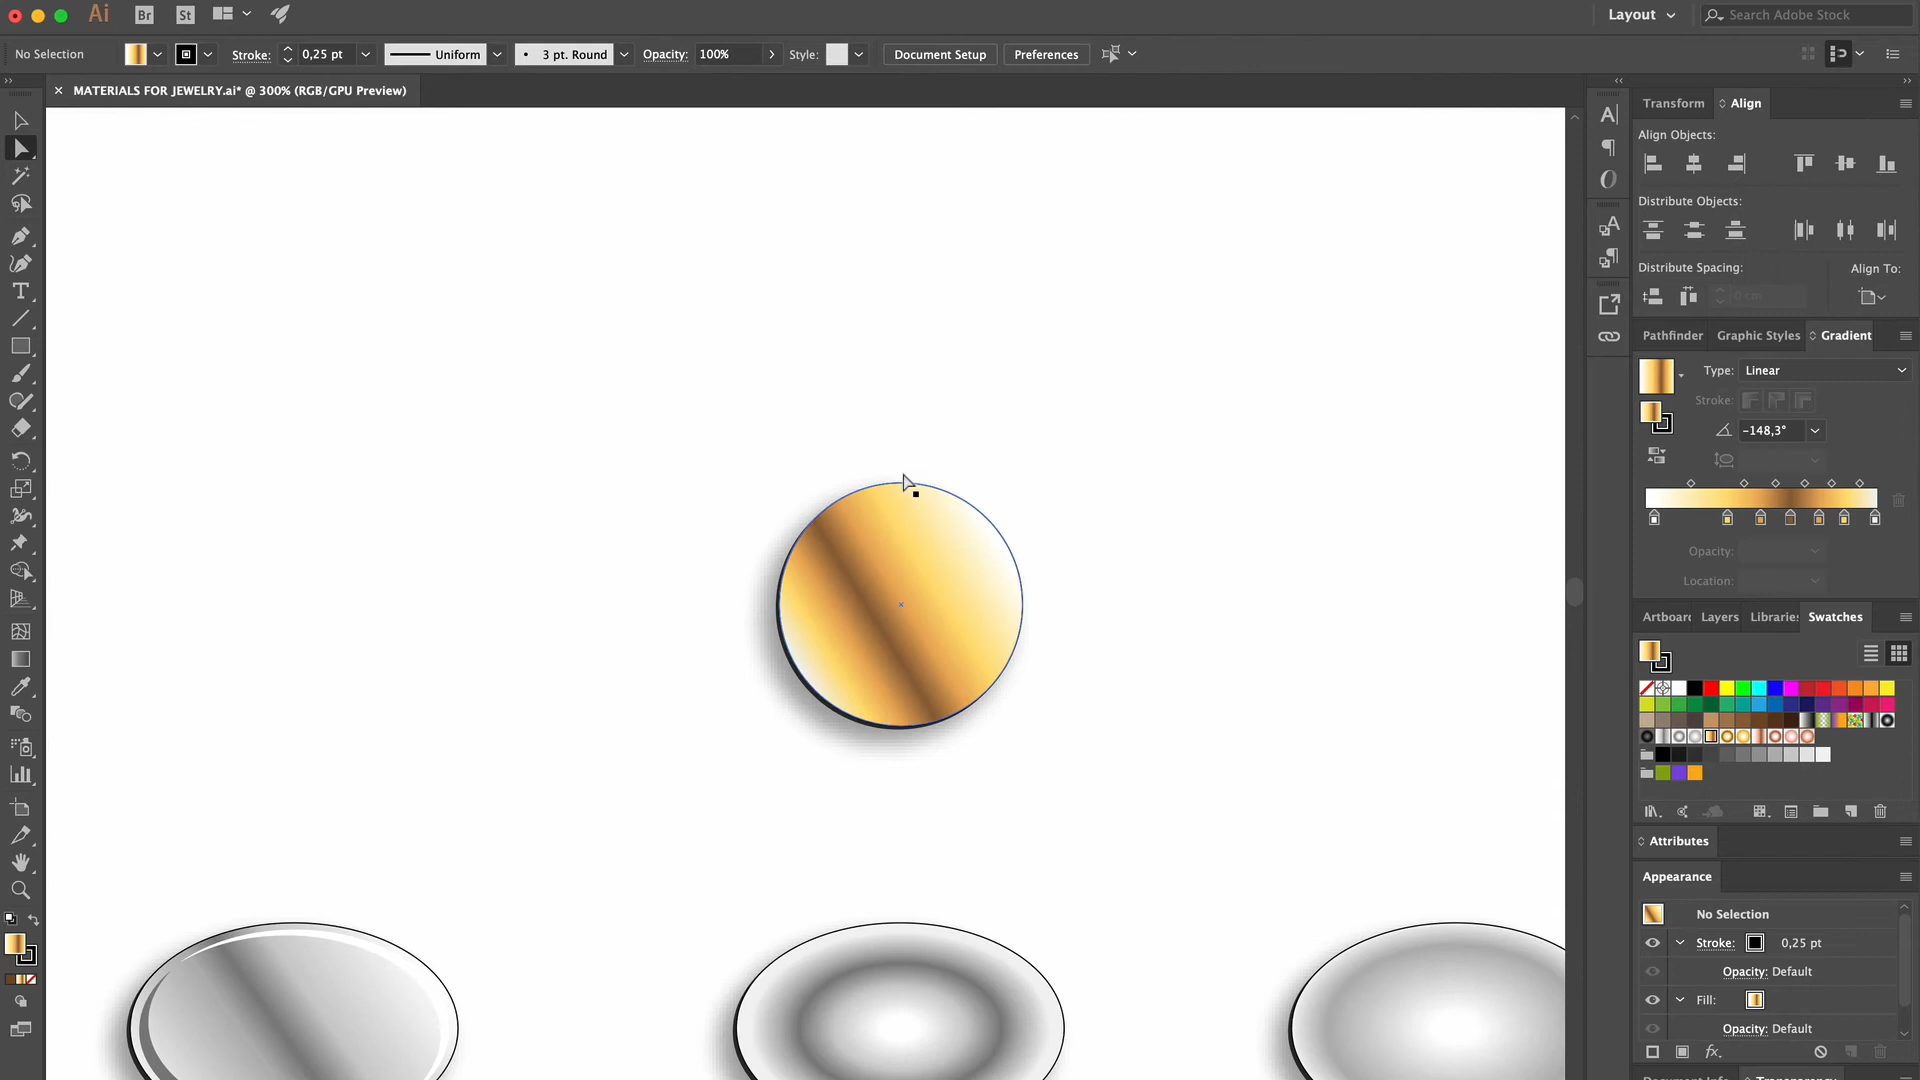 Ai Br St Layout Search Adobe Stock
No Selection Stroke: 0,25 pt Uniform • 3 pt. Round Opacity: 100% Style: Document Setup Preferences
× MATERIALS FOR JEWELRY.ai* @ 300% (RGB/GPU Preview)
Transform Align
Align Objects:
Distribute Objects:
Distribute Spacing: Align To:
0 cm
Pathfinder Graphic Styles Gradient
Type: Linear
Stroke:
-148,3°
Opacity:
Location:
Artboar Layers Librarie Swatches
Attributes
Appearance
No Selection
Stroke: 0,25 pt
Opacity: Default
Fill:
Opacity: Default
fx.